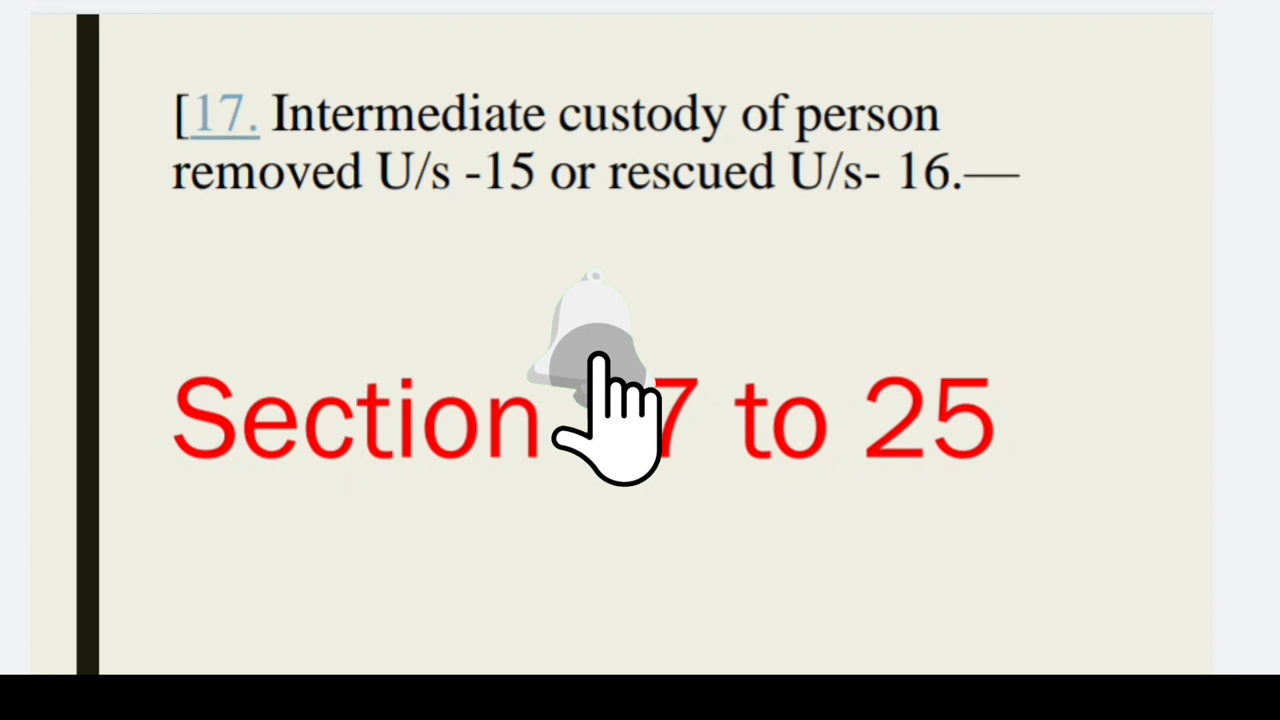 [17. Intermediate custody of person
removed U/s -15 or rescued U/s- 16.—
Section 7 to 25